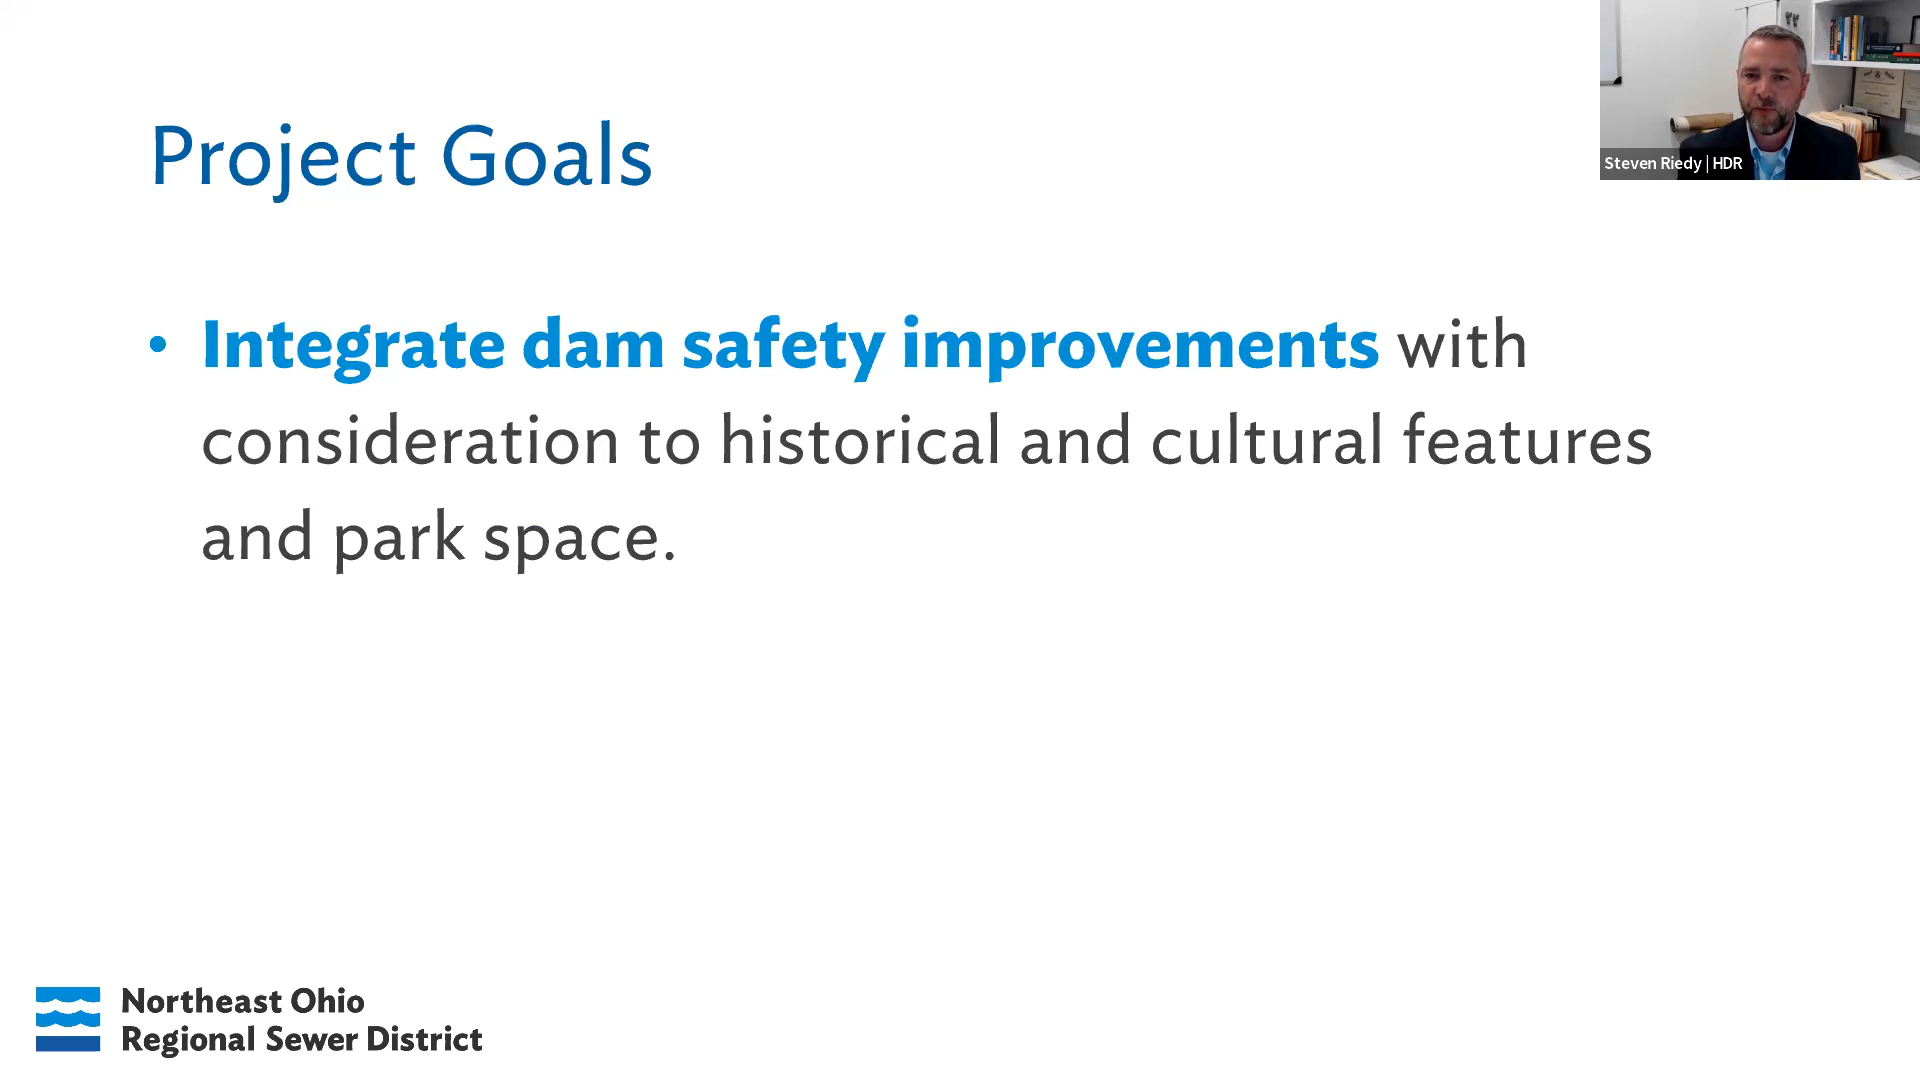 Project Goals
• Integrate dam safety improvements with
consideration to historical and cultural features
and park space.
Steven Riedy | HDR
Northeast Ohio
Regional Sewer District